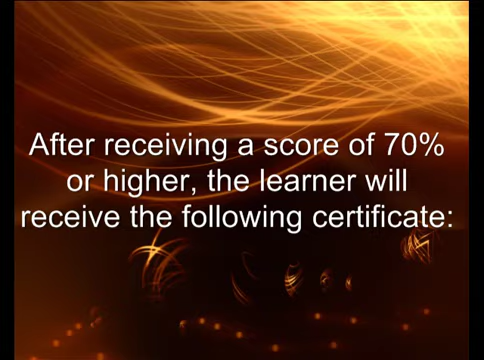 After receiving a score of 70%
or higher, the learner will
receive the following certificate: